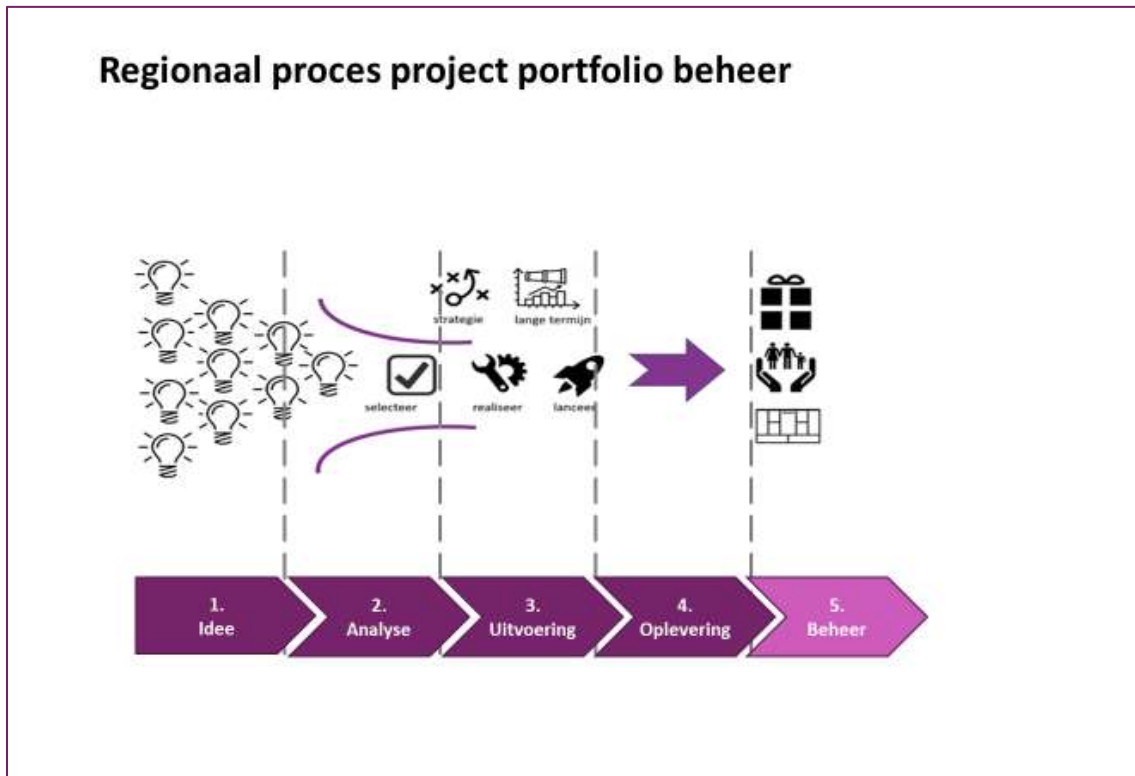 Regionaal proces project portfolio beheer
strategie
lange termijn
selecteer
realiseer
lanceer
1.
Idee
2.
Analyse
3.
Uitvoering
4.
Oplevering
5.
Beheer